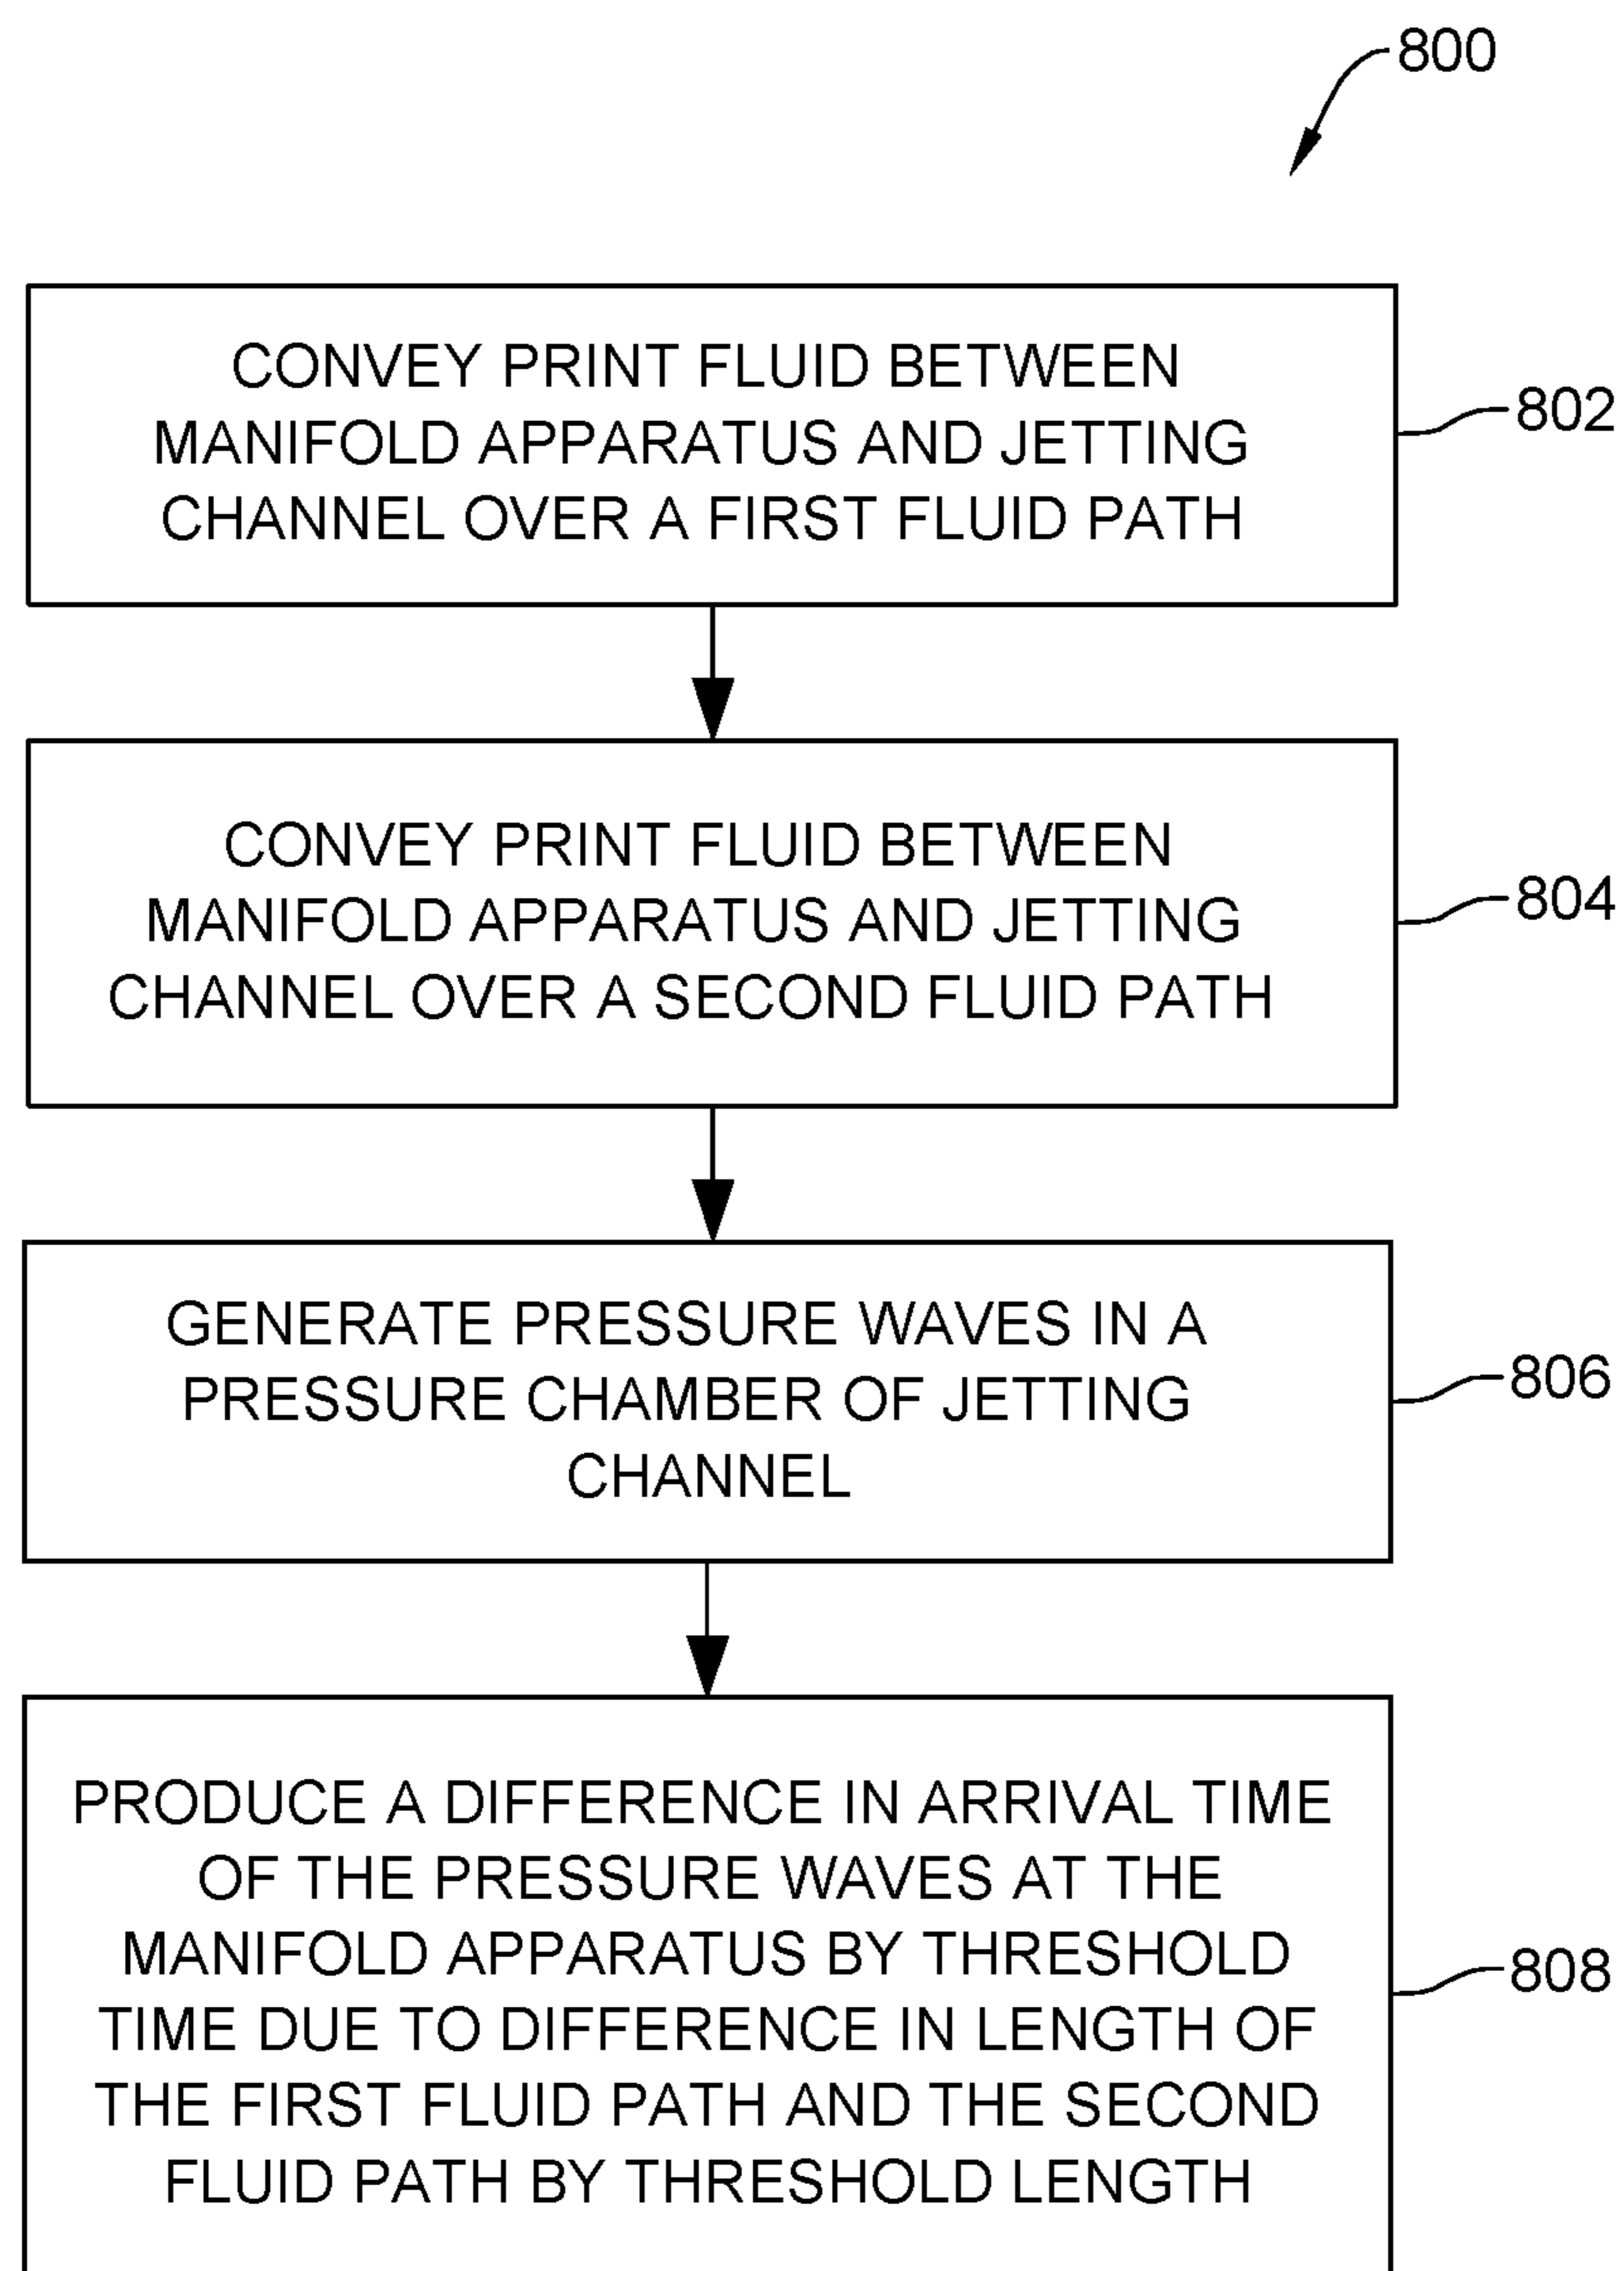 800
CONVEY PRINT FLUID BETWEEN
MANIFOLD APPARATUS AND JETTING
CHANNEL OVER A FIRST FLUID PATH
802
CONVEY PRINT FLUID BETWEEN
MANIFOLD APPARATUS AND JETTING
CHANNEL OVER A SECOND FLUID PATH
804
GENERATE PRESSURE WAVES IN A
PRESSURE CHAMBER OF JETTING
CHANNEL
806
PRODUCE A DIFFERENCE IN ARRIVAL TIME
OF THE PRESSURE WAVES AT THE
MANIFOLD APPARATUS BY THRESHOLD
TIME DUE TO DIFFERENCE IN LENGTH OF
THE FIRST FLUID PATH AND THE SECOND
FLUID PATH BY THRESHOLD LENGTH
808